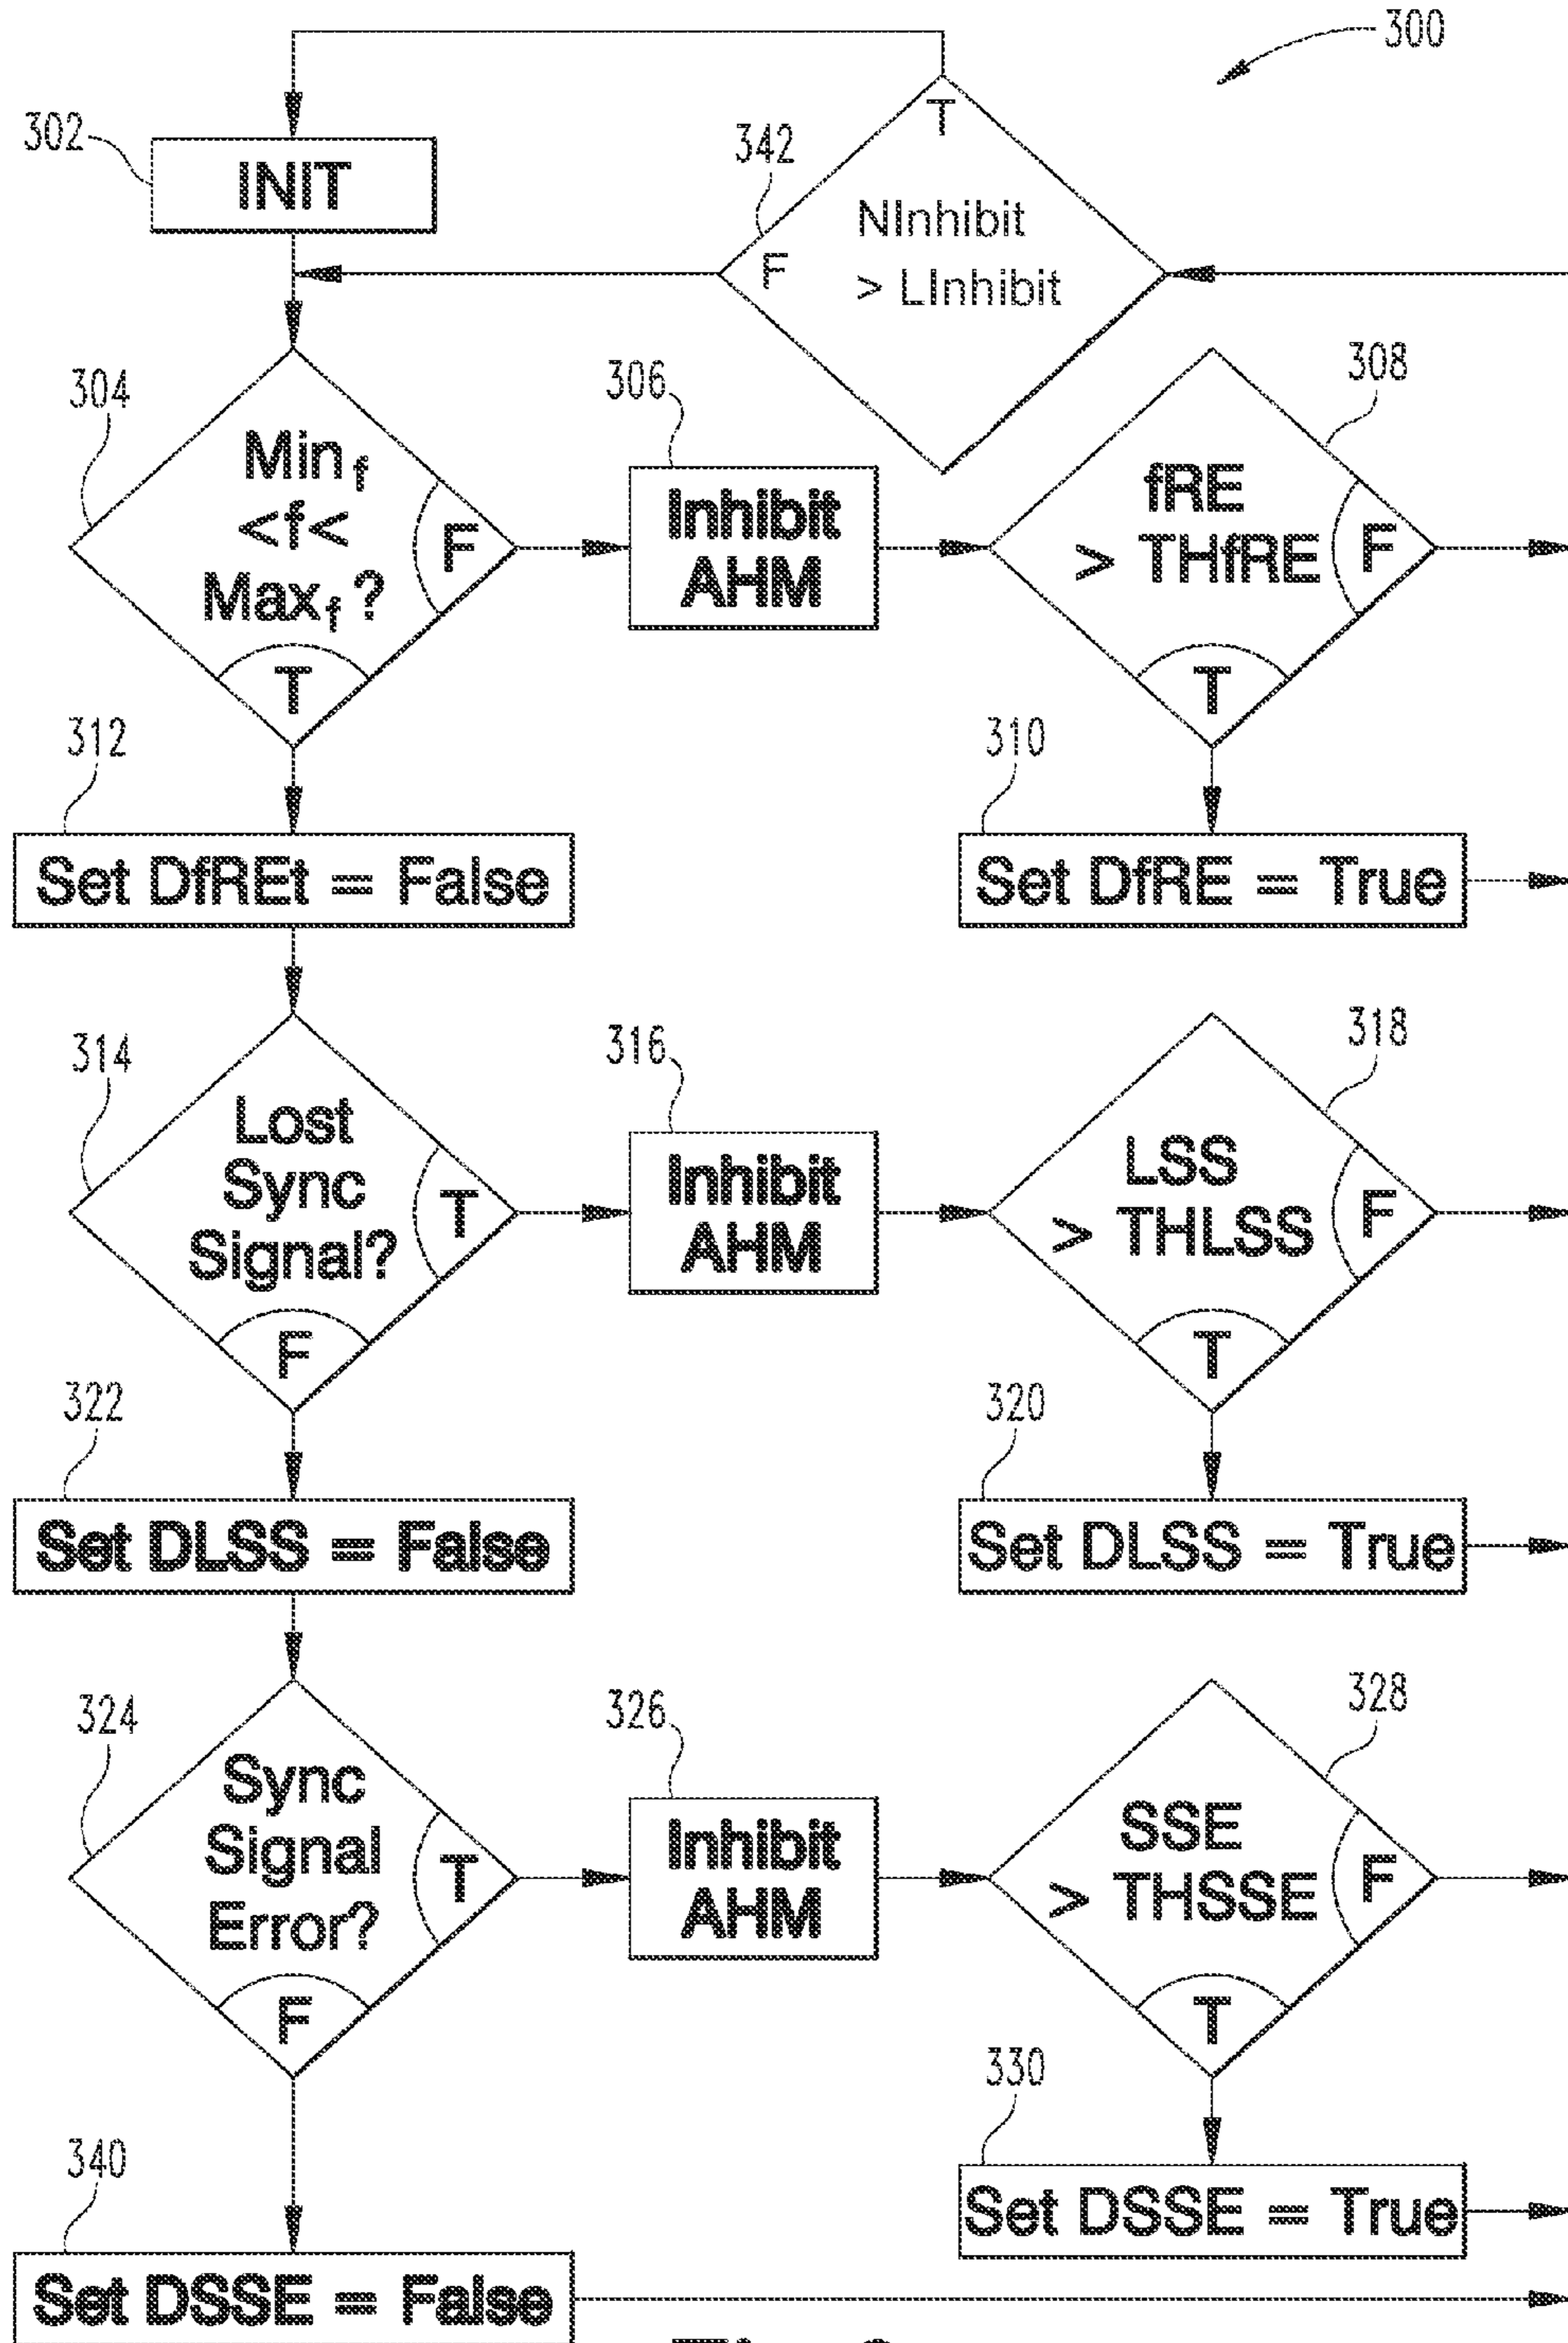 300
302
INIT
342
T
NInhibit
F
> LInhibit
304
Min f
<f<
Max f ?
F
T
306
Inhibit
AHM
308
fRE
> THfRE
F
T
312
Set DfREt = False
310
Set DfRE = True
314
Lost
Sync
Signal?
T
F
316
Inhibit
AHM
318
LSS
> THLSS
F
T
322
Set DLSS = False
320
Set DLSS = True
324
Sync
Signal
Error?
T
F
326
Inhibit
AHM
328
SSE
> THSSE
F
T
330
Set DSSE = True
340
Set DSSE = False